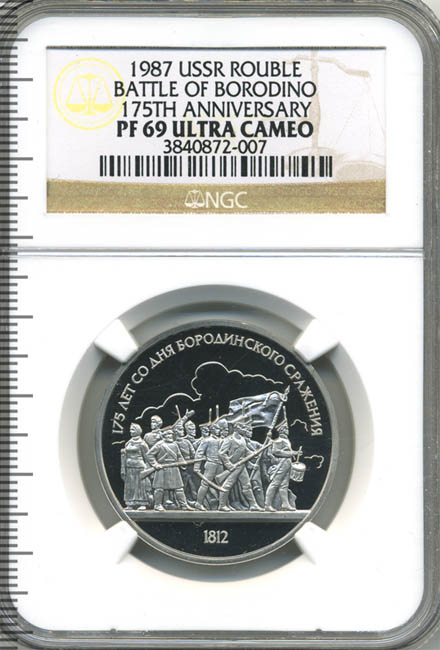 1987 USSR ROUBLE
BATTLE OF BORODINO
175TH ANNIVERSARY
PF 69 ULTRA CAMEO
3840872-007
NGC
175 ЛЕТ СО ДНЯ БОРОДИНСКОГО СРАЖЕНИЯ
1812